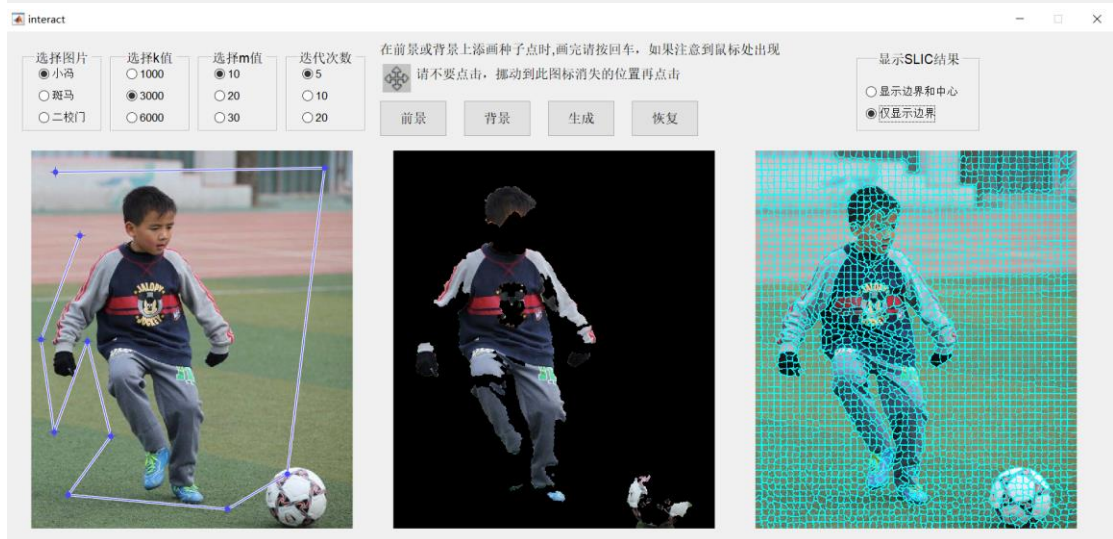 interact
选择图片
小冯
斑马
二校门
选择k值
1000
3000
6000
选择m值
10
20
30
迭代次数
5
10
20
在前景或背景上添画种子点时,画完请按回车，如果注意到鼠标处出现
请不要点击，挪动到此图标消失的位置再点击
前景
背景
生成
恢复
显示SLIC结果
显示边界和中心
仅显示边界